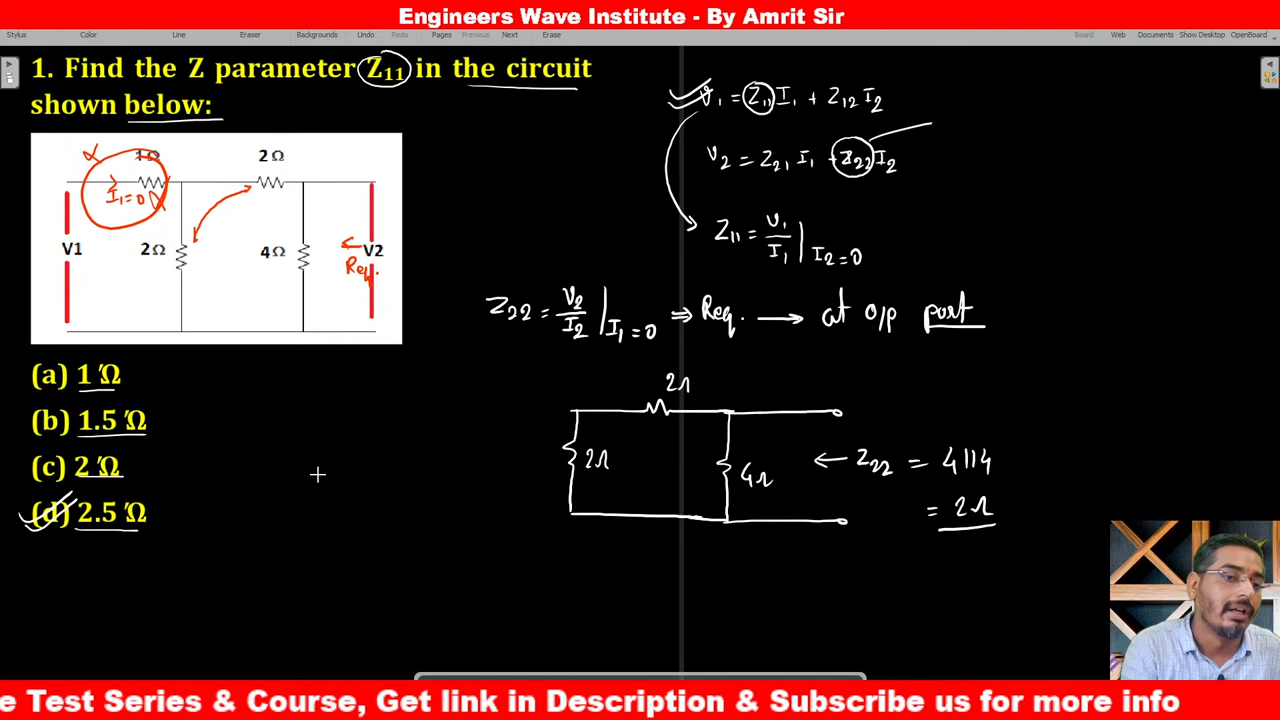 Engineers Wave Institute - By Amrit Sir
Stylus Color Line Eraser Backgrounds Undo Redo Pages Previous Next Erase Board Web Documents Show Desktop OpenBoard
1. Find the Z parameter Z11 in the circuit
shown below:
V1 = Z11 I1 + Z12 I2
V2 = Z21 I1 + Z22 I2
Z11 = V1/I1 | I2=0
1Ω 2Ω
I1=0
V1 2Ω 4Ω V2
Req.
Z22 = V2/I2 | I1=0 ⇒ Req. → at o/p port
(a) 1 Ω
(b) 1.5 Ω
(c) 2 Ω
(d) 2.5 Ω
2Ω
2Ω 4Ω ← Z22 = 4||4
= 2Ω
e Test Series & Course, Get link in Description & Subscribe us for more info